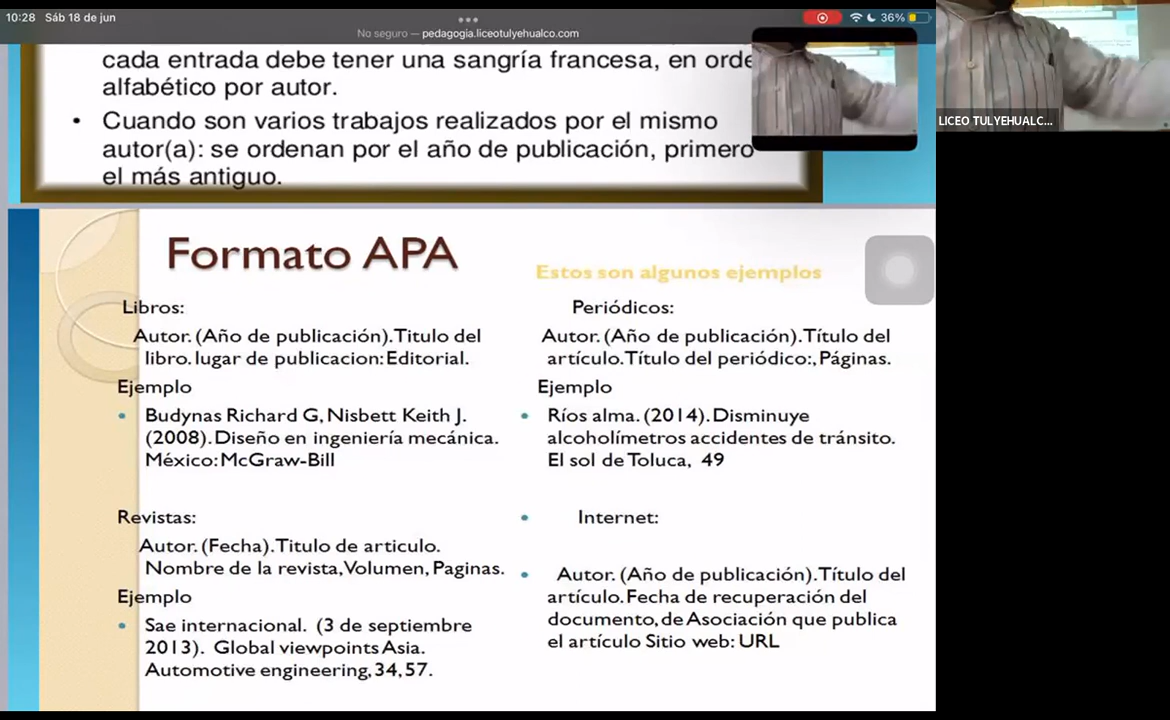 10:28 Sáb 18 de jun
36%
No seguro — pedagogia.liceotulyehualco.com
LICEO TULYEHUALC...
cada entrada debe tener una sangría francesa, en orde
alfabético por autor.
• Cuando son varios trabajos realizados por el mismo
autor(a): se ordenan por el año de publicación, primero
el más antiguo.
Formato APA
Estos son algunos ejemplos
Libros:
Autor. (Año de publicación). Titulo del
libro. lugar de publicacion: Editorial.
Ejemplo
• Budynas Richard G, Nisbett Keith J.
(2008). Diseño en ingeniería mecánica.
México: McGraw-Bill
Revistas:
Autor. (Fecha). Titulo de articulo.
Nombre de la revista, Volumen, Paginas.
Ejemplo
• Sae internacional. (3 de septiembre
2013). Global viewpoints Asia.
Automotive engineering, 34, 57.
Periódicos:
Autor. (Año de publicación). Título del
artículo. Título del periódico:, Páginas.
Ejemplo
• Ríos alma. (2014). Disminuye
alcoholímetros accidentes de tránsito.
El sol de Toluca, 49
• Internet:
• Autor. (Año de publicación). Título del
artículo. Fecha de recuperación del
documento, de Asociación que publica
el artículo Sitio web: URL